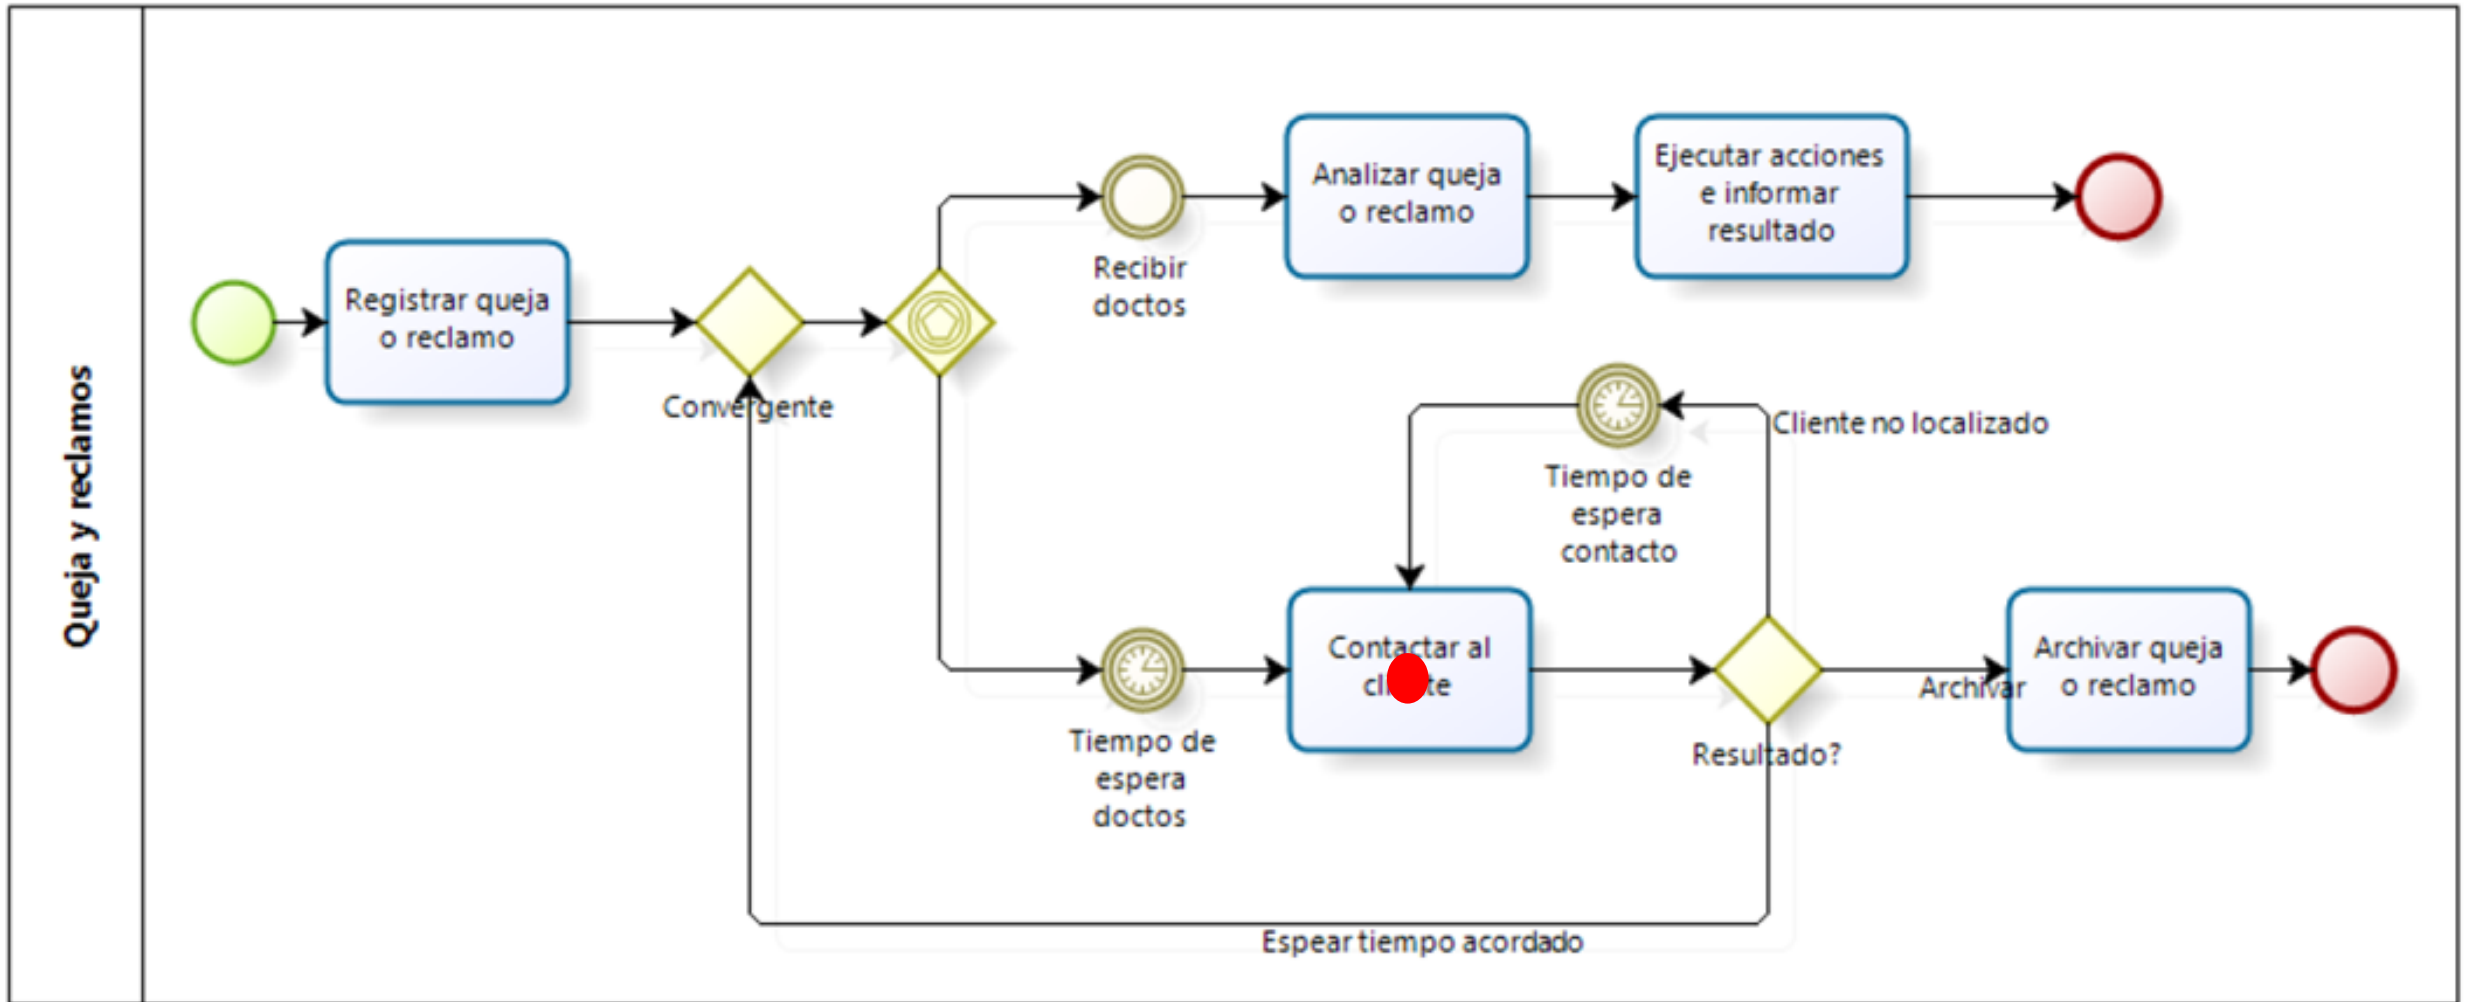 Queja y reclamos
Registrar queja
o reclamo
Convergente
Recibir
doctos
Analizar queja
o reclamo
Ejecutar acciones
e informar
resultado
Cliente no localizado
Tiempo de
espera
contacto
Tiempo de
espera
doctos
Contactar al
Resultado?
Archivar
Archivar queja
o reclamo
Espear tiempo acordado